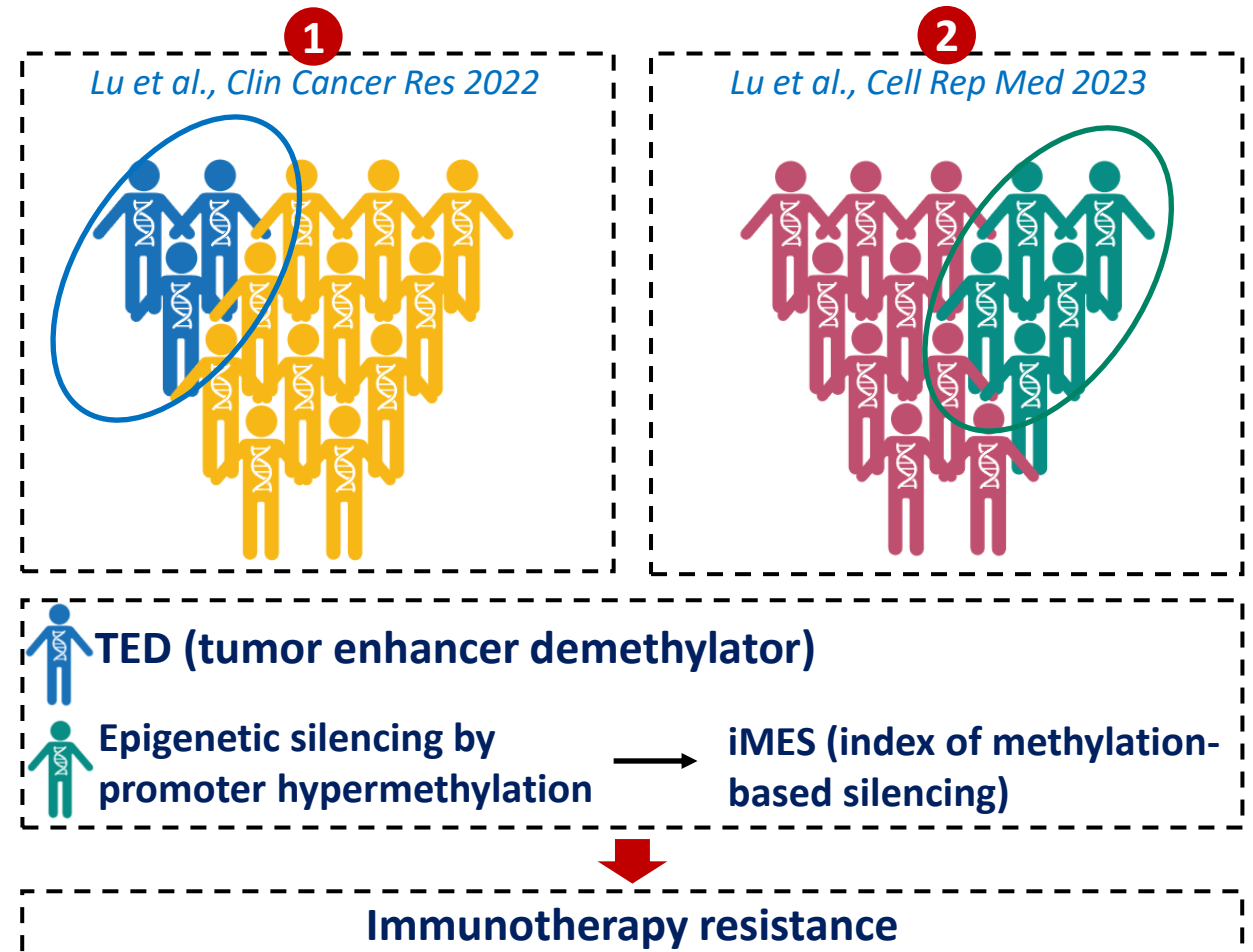 1
Lu et al., Clin Cancer Res 2022
2
Lu et al., Cell Rep Med 2023
TED (tumor enhancer demethylator)
Epigenetic silencing by
promoter hypermethylation
iMES (index of methylation-
based silencing)
Immunotherapy resistance